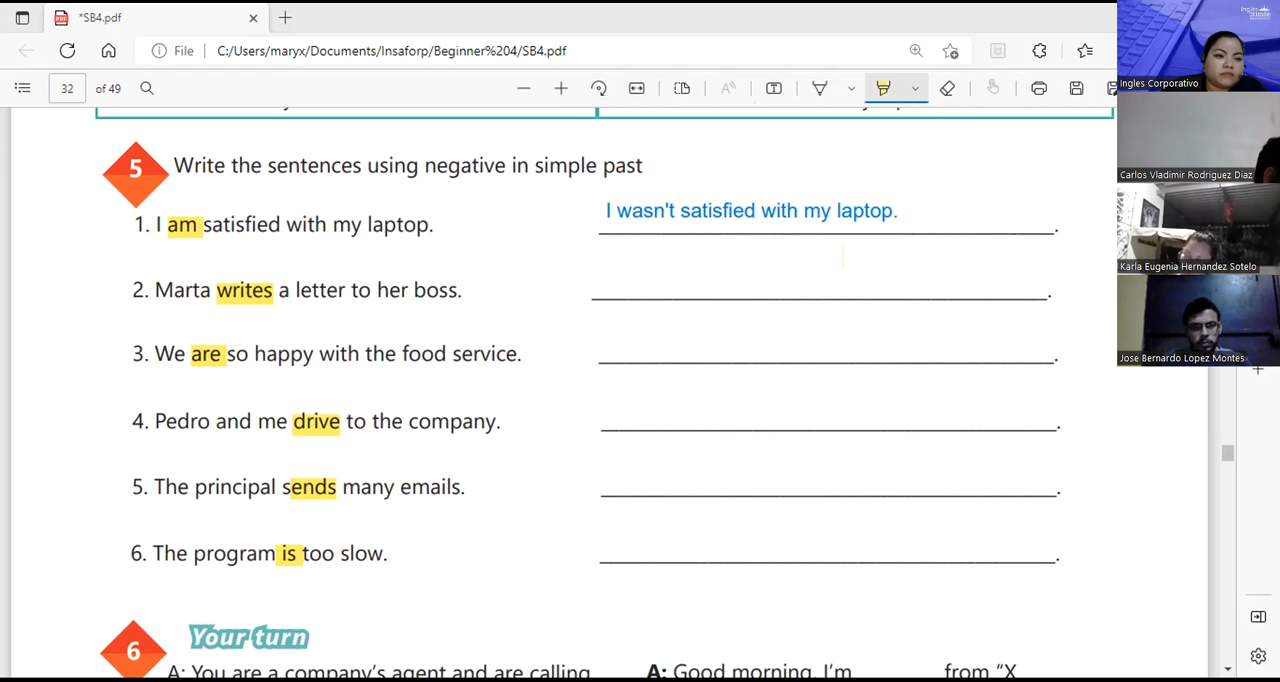 *SB4.pdf
File C:/Users/maryx/Documents/Insaforp/Beginner%204/SB4.pdf
32 of 49
5 Write the sentences using negative in simple past
1. I am satisfied with my laptop. I wasn't satisfied with my laptop.
2. Marta writes a letter to her boss.
3. We are so happy with the food service.
4. Pedro and me drive to the company.
5. The principal sends many emails.
6. The program is too slow.
6 Your turn
A: You are a company's agent and are calling A: Good morning, I'm from "X
Ingles Corporativo
Carlos Vladimir Rodriguez Diaz
Karla Eugenia Hernandez Sotelo
Jose Bernardo Lopez Montes